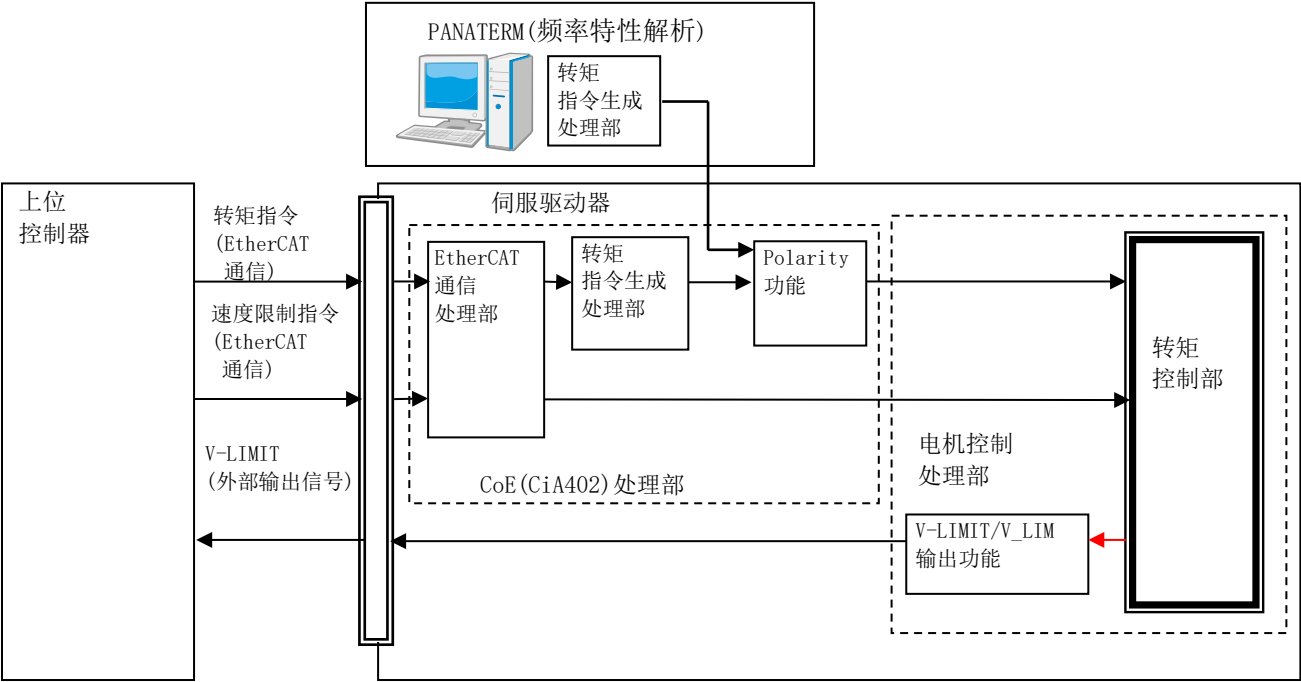 PANATERM(频率特性解析)
转矩
指令生成
处理部
上位
控制器
转矩指令
(EtherCAT
通信)
速度限制指令
(EtherCAT
通信)
V-LIMIT
(外部输出信号)
伺服驱动器
EtherCAT
通信
处理部
转矩
指令生成
处理部
Polarity
功能
CoE(CiA402)处理部
转矩
控制部
电机控制
处理部
V-LIMIT/V_LIM
输出功能